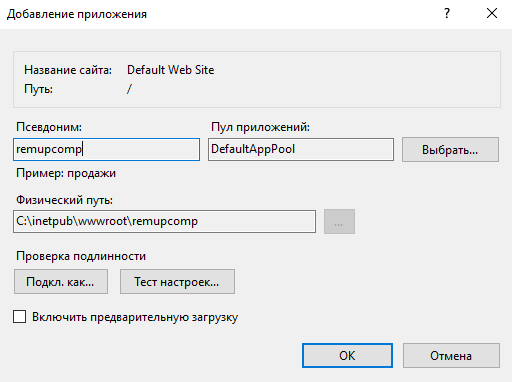 Добавление приложения
Название сайта: Default Web Site
Путь: /
Псевдоним: Пул приложений:
remupcomp DefaultAppPool Выбрать...
Пример: продажи
Физический путь:
C:\inetpub\wwwroot\remupcomp ...
Проверка подлинности
Подкл. как... Тест настроек...
Включить предварительную загрузку
ОК Отмена